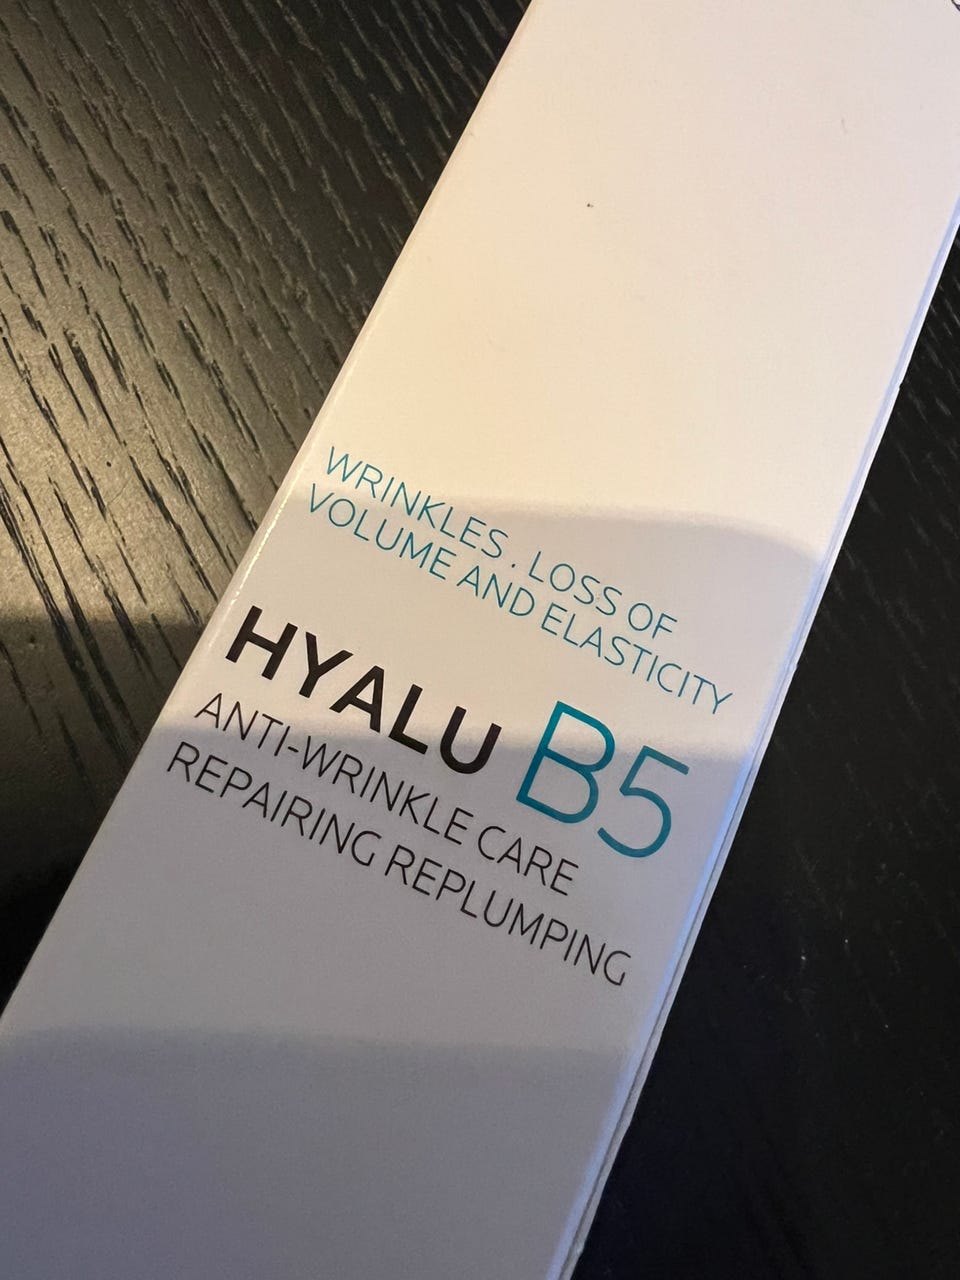 WRINKLES . LOSS OF
VOLUME AND ELASTICITY
HYALU B5
ANTI-WRINKLE CARE
REPAIRING REPLUMPING